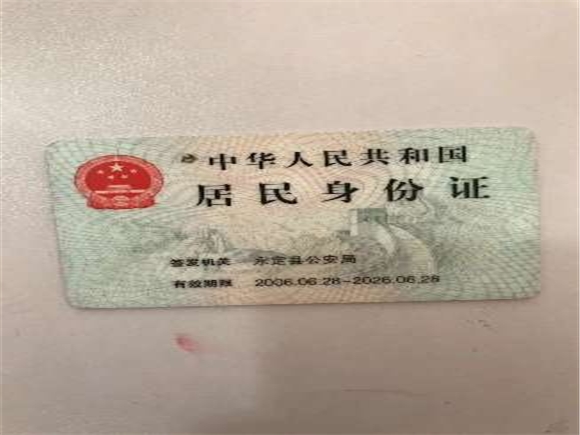 中华人民共和国
居民身份证
签发机关 永定县公安局
有效期限 2006.06.28-2026.06.28